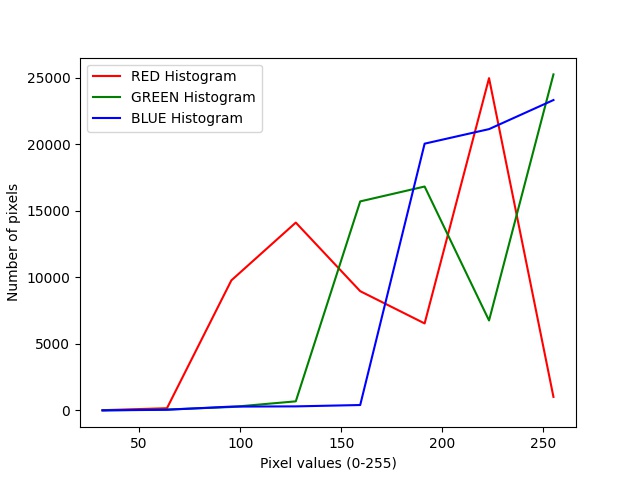 RED Histogram
GREEN Histogram
BLUE Histogram
25000
20000
15000
10000
5000
0
Number of pixels
50 100 150 200 250
Pixel values (0-255)